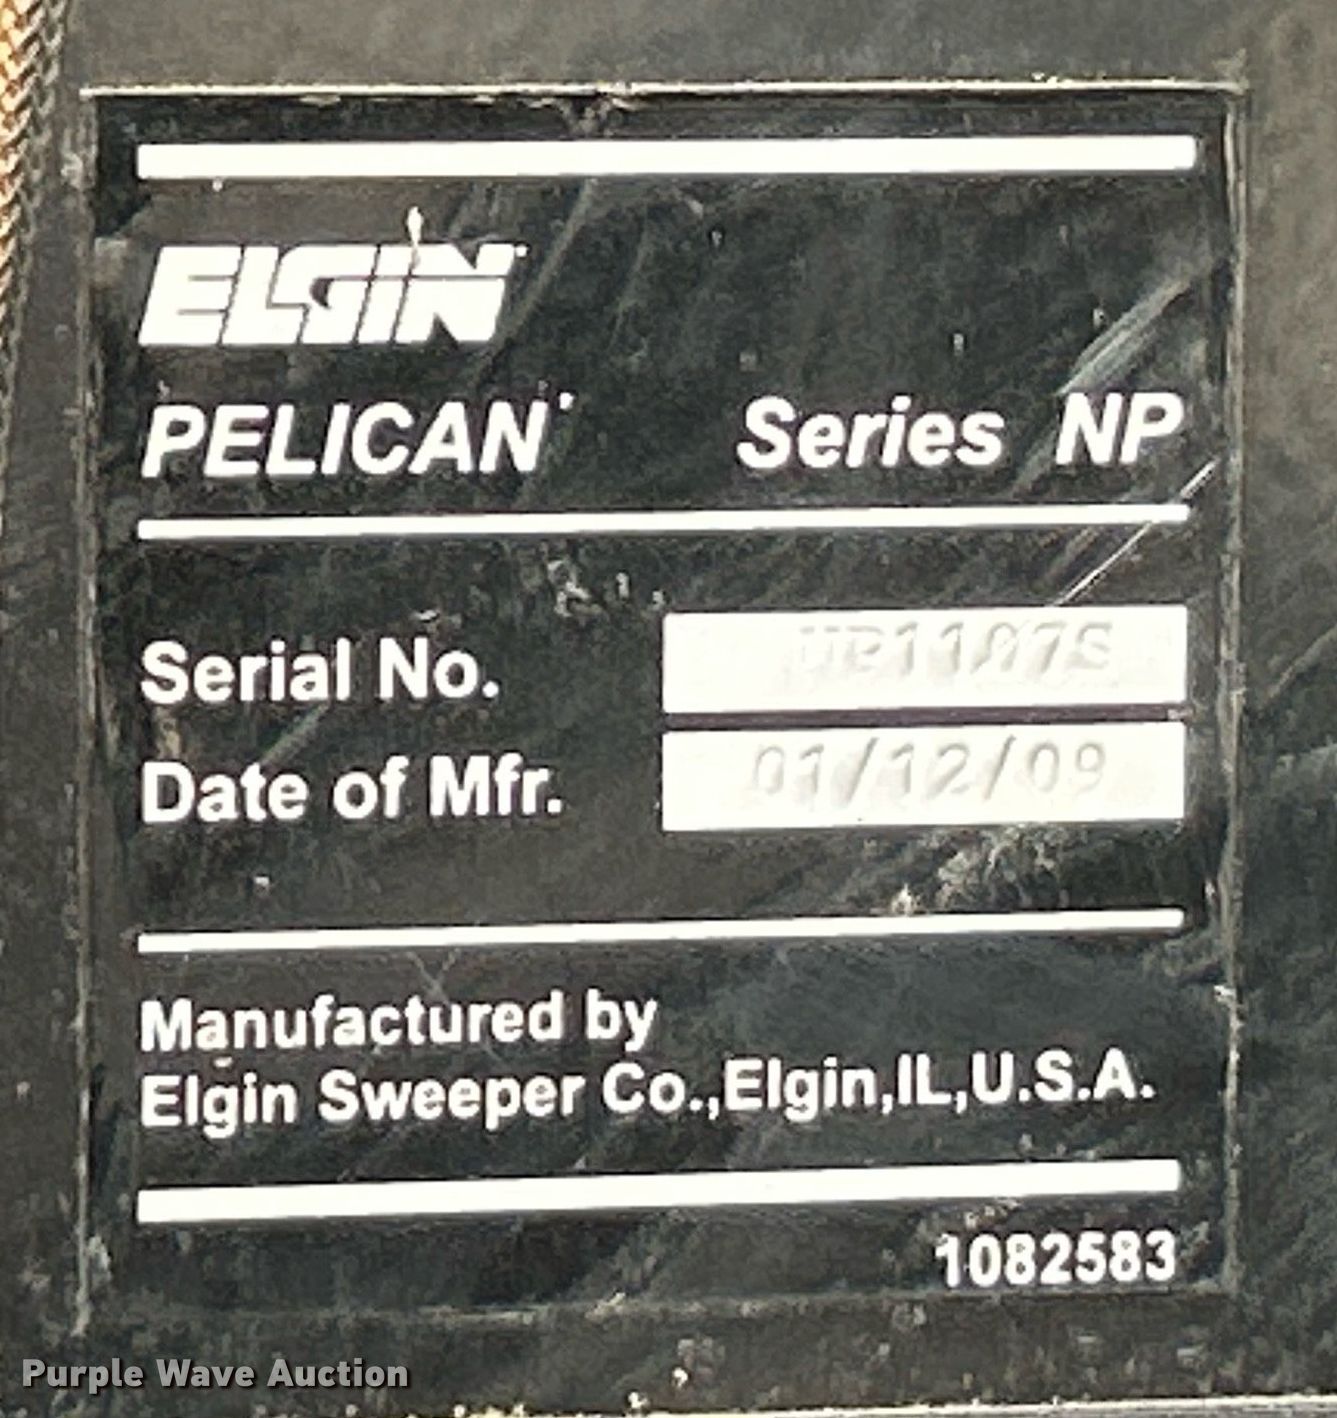 ELGIN
PELICAN Series NP
Serial No.
Date of Mfr. 01/12/09
Manufactured by
Elgin Sweeper Co.,Elgin,IL,U.S.A.
1082583
Purple Wave Auction